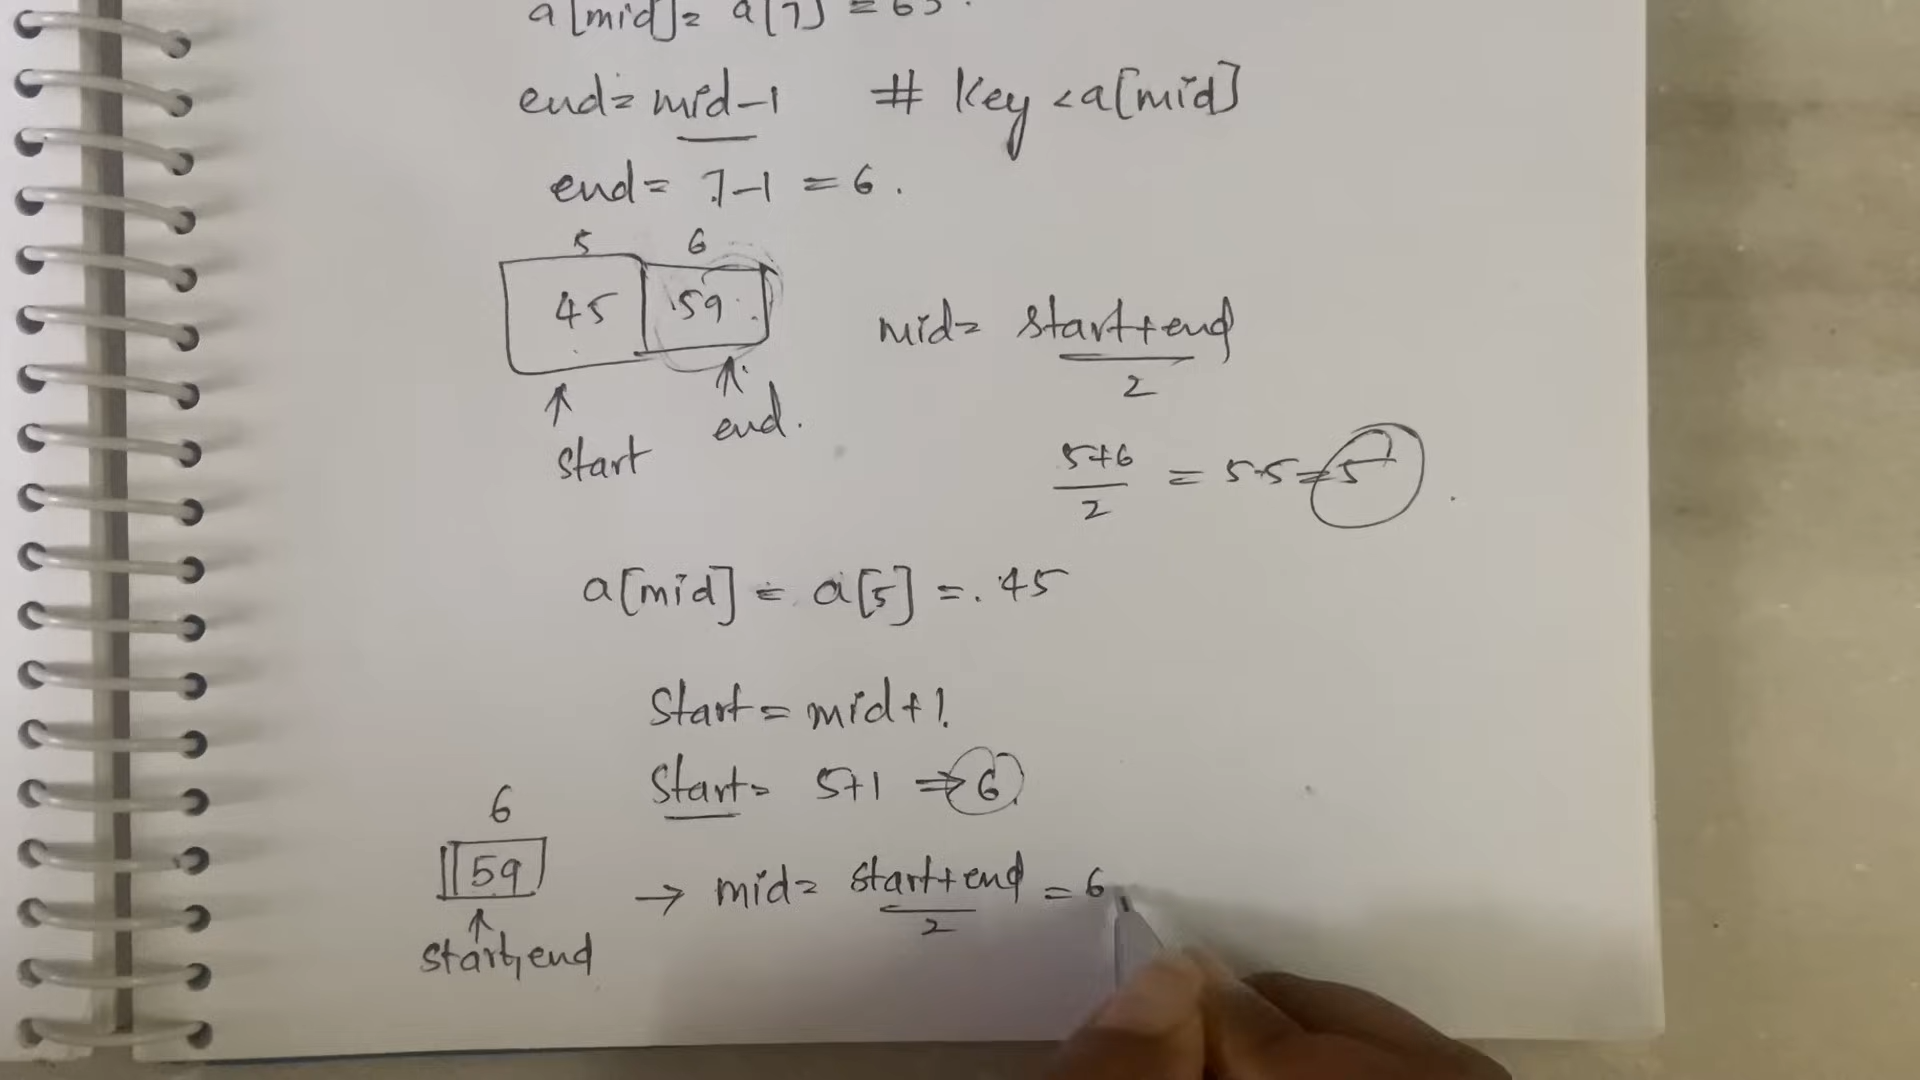 a[mid]= a[7] = 63.
end= mid-1 # key <a[mid]
end= 7-1 = 6.
5 6
45 59
start end.
mid= start+end
2
5+6
2
= 5.5 = 5
a[mid] = a[5] = 45
Start = mid+1.
Start= 5+1 ⇒ 6
6
59
start, end
→ mid= start+end = 6
2